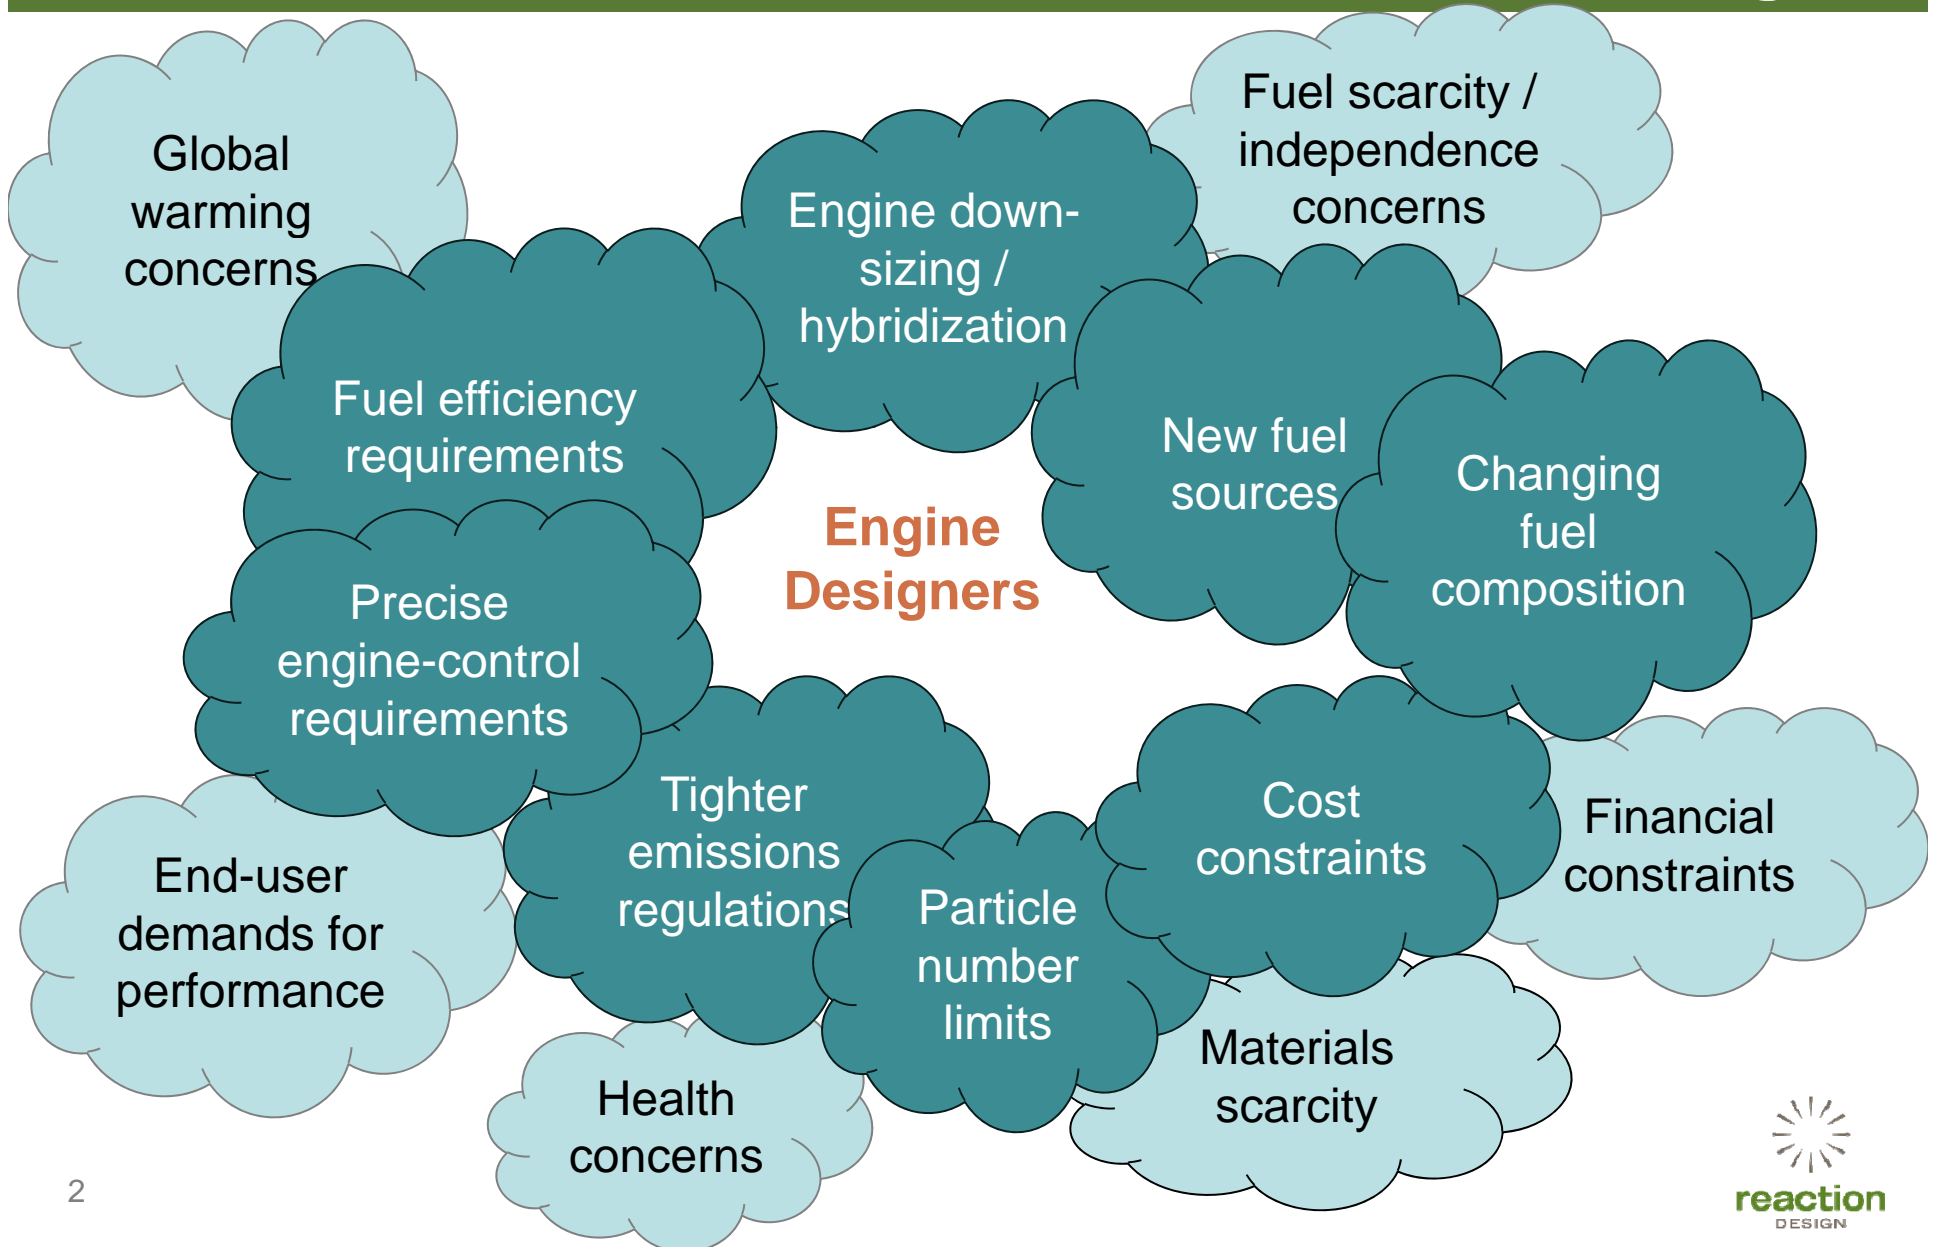 Global
warming
concerns
Fuel scarcity /
independence
concerns
Engine down-
sizing /
hybridization
Fuel efficiency
requirements
New fuel
sources
Changing
fuel
composition
Engine
Designers
Precise
engine-control
requirements
Tighter
emissions
regulations
Cost
constraints
Financial
constraints
End-user
demands for
performance
Particle
number
limits
Materials
scarcity
Health
concerns
2
reaction
DESIGN